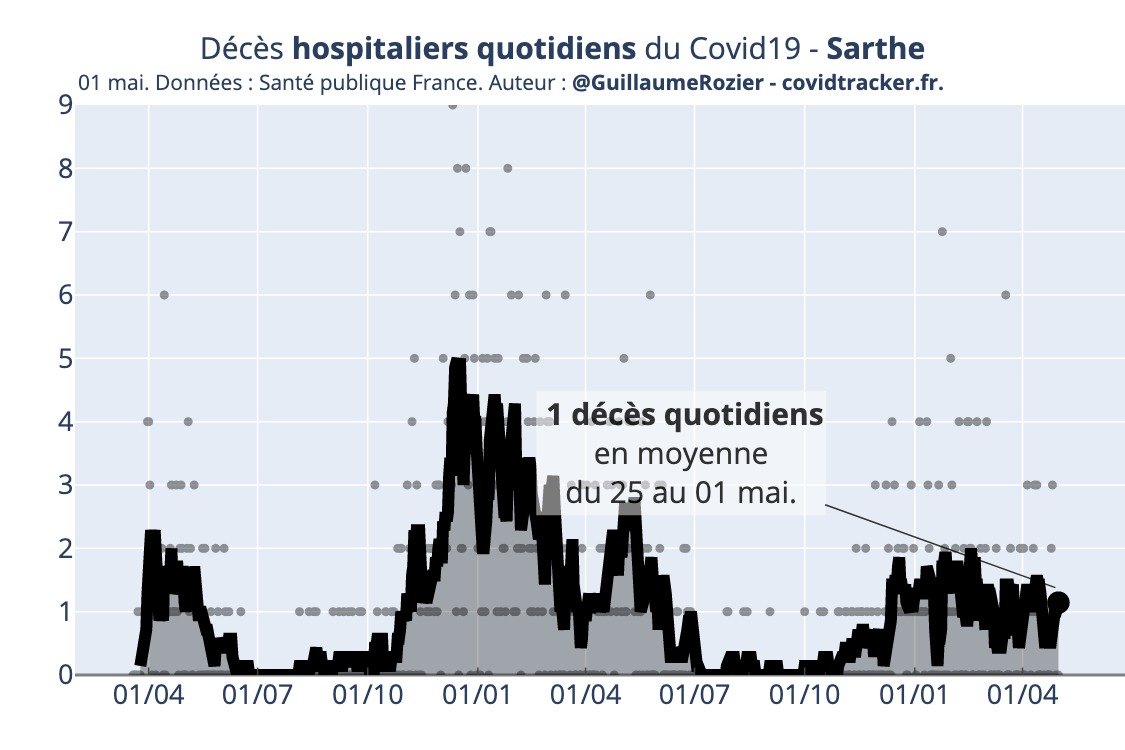 Décès hospitaliers quotidiens du Covid19 - Sarthe
01 mai. Données : Santé publique France. Auteur : @GuillaumeRozier - covidtracker.fr.
9
8
7
6
5
4
3
2
1
0
1 décès quotidiens
en moyenne
du 25 au 01 mai.
01/04 01/07 01/10 01/01 01/04 01/07 01/10 01/01 01/04